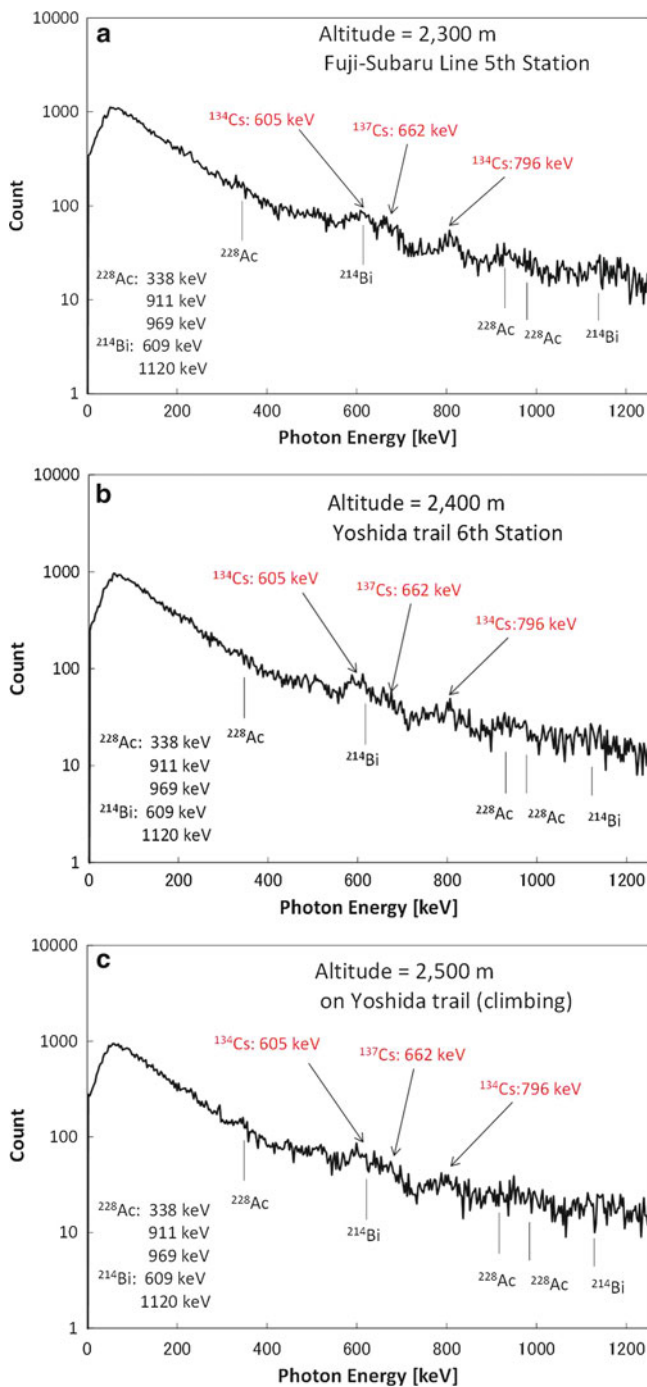 a
Altitude = 2,300 m
Fuji-Subaru Line 5th Station
10000
1000
100
10
1
Count
¹³⁴Cs: 605 keV
¹³⁷Cs: 662 keV
¹³⁴Cs:796 keV
²²⁸Ac
²¹⁴Bi
²²⁸Ac
²²⁸Ac
²¹⁴Bi
²²⁸Ac: 338 keV
911 keV
969 keV
²¹⁴Bi: 609 keV
1120 keV
0 200 400 600 800 1000 1200
Photon Energy [keV]
b
Altitude = 2,400 m
Yoshida trail 6th Station
10000
1000
100
10
1
Count
¹³⁴Cs: 605 keV
¹³⁷Cs: 662 keV
¹³⁴Cs:796 keV
²²⁸Ac
²¹⁴Bi
²²⁸Ac
²²⁸Ac
²¹⁴Bi
²²⁸Ac: 338 keV
911 keV
969 keV
²¹⁴Bi: 609 keV
1120 keV
0 200 400 600 800 1000 1200
Photon Energy [keV]
c
Altitude = 2,500 m
on Yoshida trail (climbing)
10000
1000
100
10
1
Count
¹³⁴Cs: 605 keV
¹³⁷Cs: 662 keV
¹³⁴Cs:796 keV
²²⁸Ac
²¹⁴Bi
²²⁸Ac
²²⁸Ac
²¹⁴Bi
²²⁸Ac: 338 keV
911 keV
969 keV
²¹⁴Bi: 609 keV
1120 keV
0 200 400 600 800 1000 1200
Photon Energy [keV]